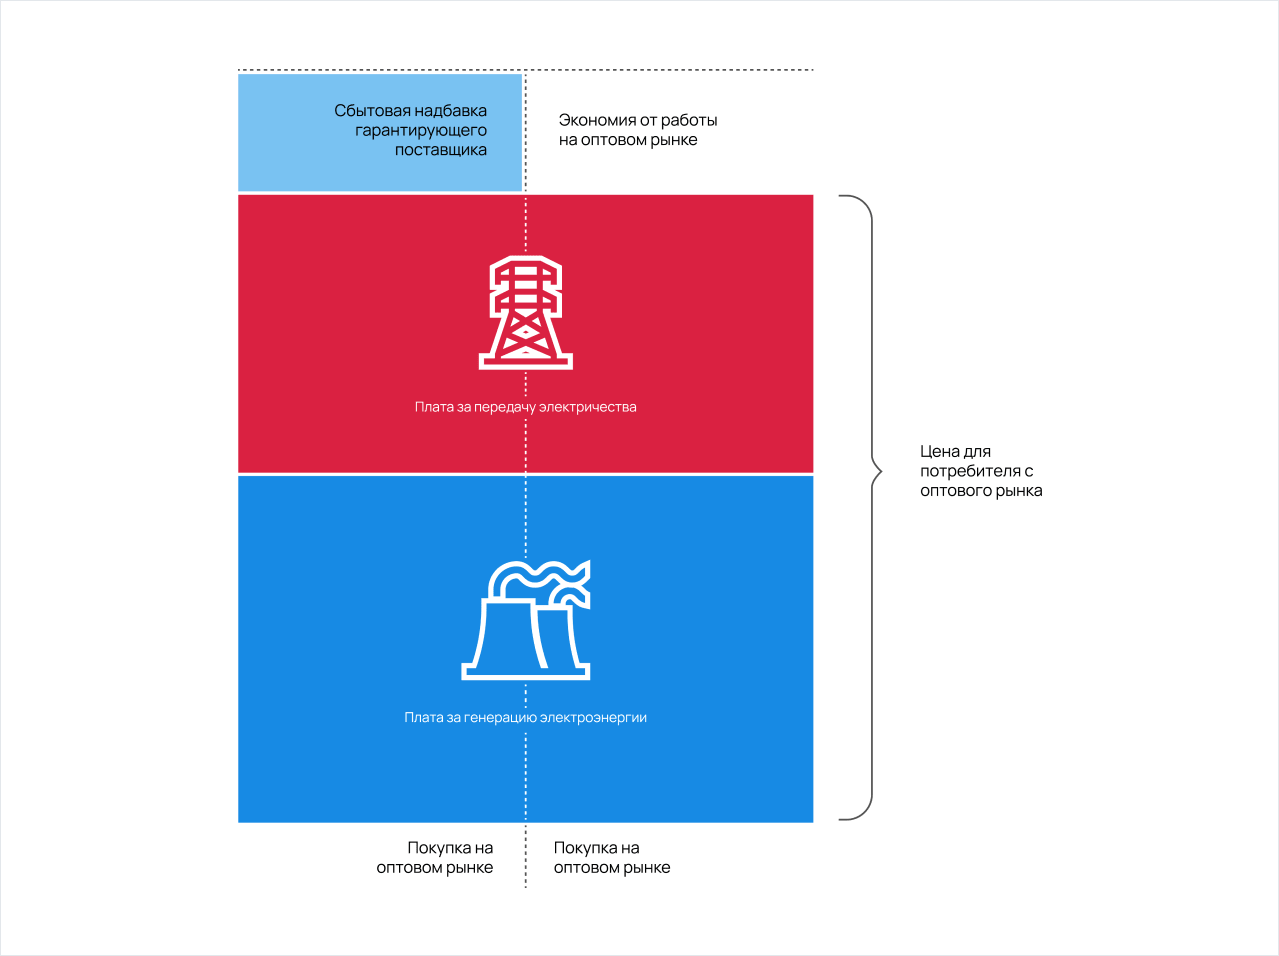 Сбытовая надбавка
гарантирующего
поставщика
Экономия от работы
на оптовом рынке
Плата за передачу электричества
Цена для
потребителя с
оптового рынка
Плата за генерацию электроэнергии
Покупка на
оптовом рынке
Покупка на
оптовом рынке